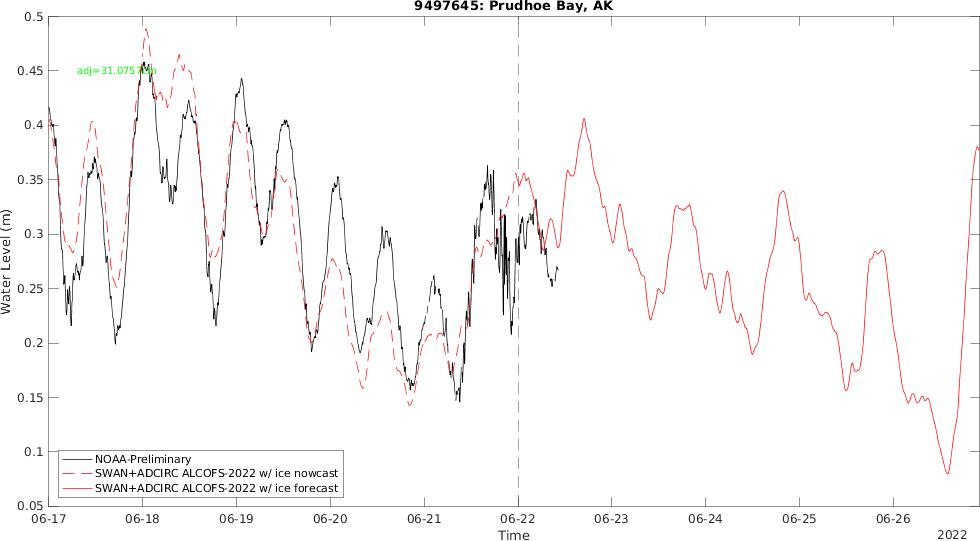 9497645: Prudhoe Bay, AK
0.5
0.45
0.4
0.35
0.3
0.25
0.2
0.15
0.1
0.05
Water Level (m)
NOAA-Preliminary
SWAN+ADCIRC ALCOFS-2022 w/ ice nowcast
SWAN+ADCIRC ALCOFS-2022 w/ ice forecast
06-17 06-18 06-19 06-20 06-21 06-22 06-23 06-24 06-25 06-26
Time
2022